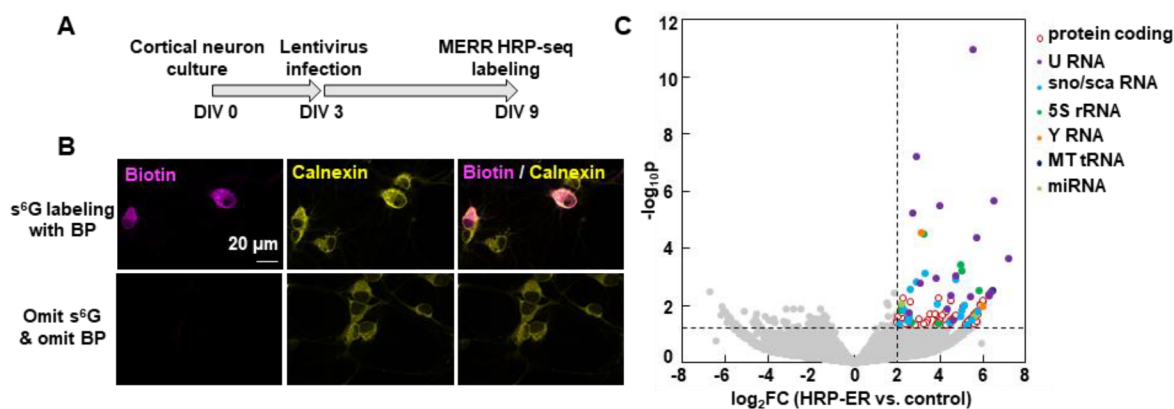 A
Cortical neuron
culture
Lentivirus
infection
MERR HRP-seq
labeling
DIV 0
DIV 3
DIV 9
B
Biotin
Calnexin
Biotin / Calnexin
s⁶G labeling
with BP
20 µm
Omit s⁶G
& omit BP
C
12
10
8
6
4
2
0
-log₁₀p
-8 -6 -4 -2 0 2 4 6 8
log₂FC (HRP-ER vs. control)
protein coding
U RNA
sno/sca RNA
5S rRNA
Y RNA
MT tRNA
miRNA